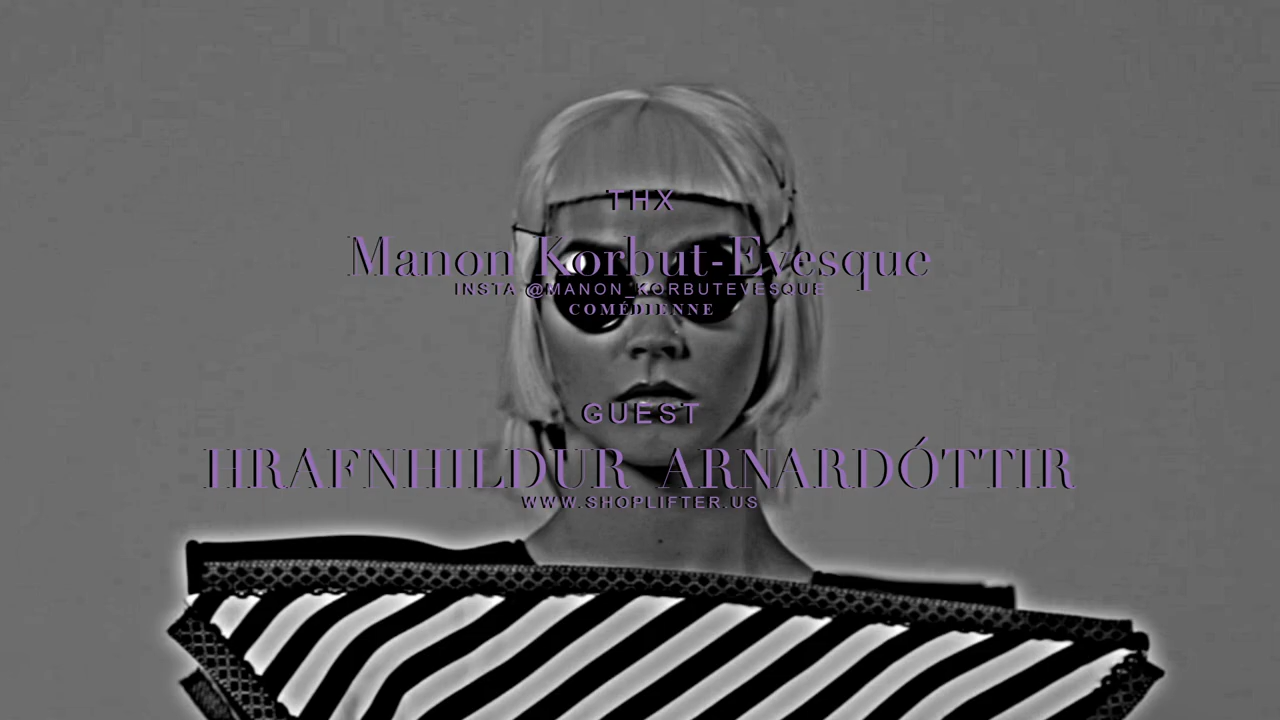 THX
Manon Korbut-Evesque
INSTA @MANON_KORBUTEVESQUE
COMÉDIENNE
GUEST
HRAFNHILDUR ARNARDÓTTIR
WWW.SHOPLIFTER.US